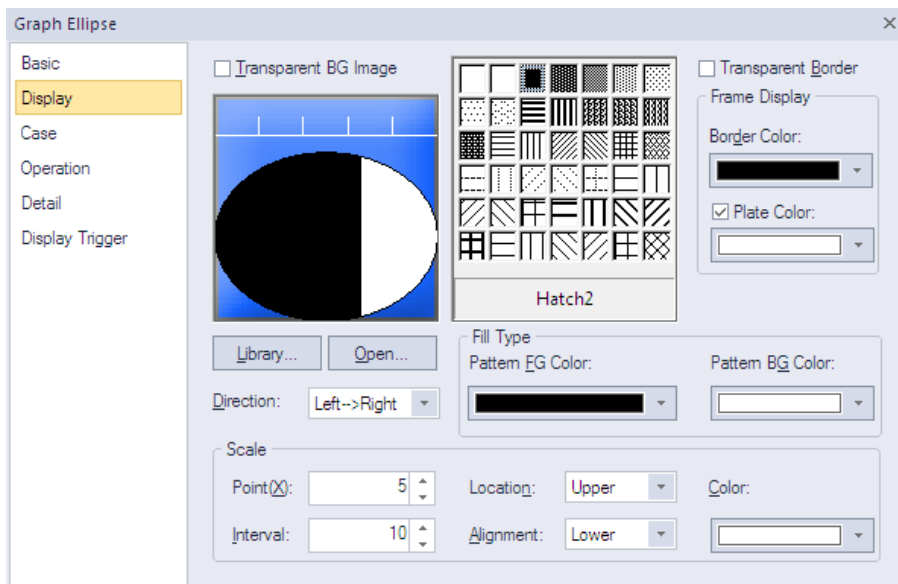 Graph Ellipse
Basic
Display
Case
Operation
Detail
Display Trigger
Transparent BG Image
Hatch2
Transparent Border
Frame Display
Border Color:
Plate Color:
Library...
Open...
Direction:
Left-->Right
Fill Type
Pattern FG Color:
Pattern BG Color:
Scale
Point(X):
5
Location:
Upper
Color:
Interval:
10
Alignment:
Lower